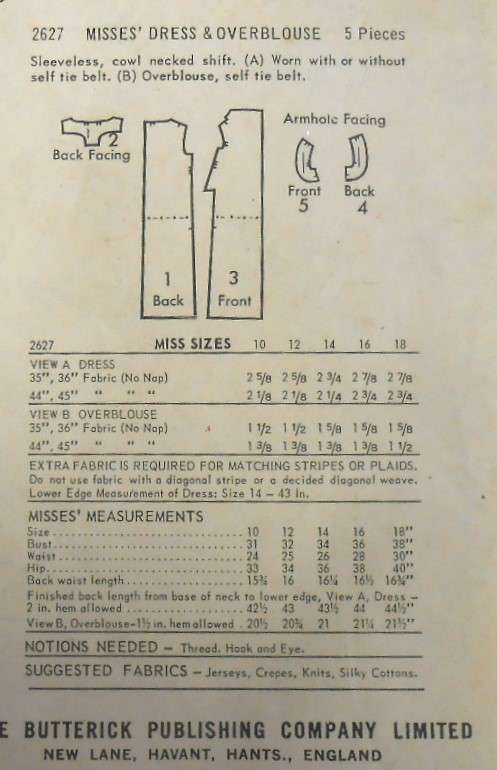 2627 MISSES' DRESS & OVERBLOUSE 5 Pieces
Sleeveless, cowl necked shift. (A) Worn with or without
self tie belt. (B) Overblouse, self tie belt.
2
Back Facing
Armhole Facing
Front
5
Back
4
1
Back
3
Front
2627 MISS SIZES 10 12 14 16 18
VIEW A DRESS
35", 36" Fabric (No Nap) 2 5/8 2 5/8 2 3/4 2 7/8 2 7/8
44", 45" " " " 2 1/8 2 1/8 2 1/4 2 3/4 2 3/4
VIEW B OVERBLOUSE
35", 36" Fabric (No Nap) 1 1/2 1 1/2 1 5/8 1 5/8 1 5/8
44", 45" " " " 1 3/8 1 3/8 1 3/8 1 3/8 1 1/2
EXTRA FABRIC IS REQUIRED FOR MATCHING STRIPES OR PLAIDS.
Do not use fabric with a diagonal stripe or a decided diagonal weave.
Lower Edge Measurement of Dress: Size 14 – 43 In.
MISSES' MEASUREMENTS
Size........................ 10 12 14 16 18"
Bust........................ 31 32 34 36 38"
Waist....................... 24 25 26 28 30"
Hip......................... 33 34 36 38 40"
Back waist length.................. 15¾ 16 16¼ 16½ 16¾"
Finished back length from base of neck to lower edge, View A, Dress –
2 in. hem allowed .................. 42½ 43 43½ 44 44½"
View B, Overblouse-1½ in. hem allowed . 20½ 20¾ 21 21¼ 21½"
NOTIONS NEEDED – Thread. Hook and Eye.
SUGGESTED FABRICS – Jerseys, Crepes, Knits, Silky Cottons.
E BUTTERICK PUBLISHING COMPANY LIMITED
NEW LANE, HAVANT, HANTS., ENGLAND